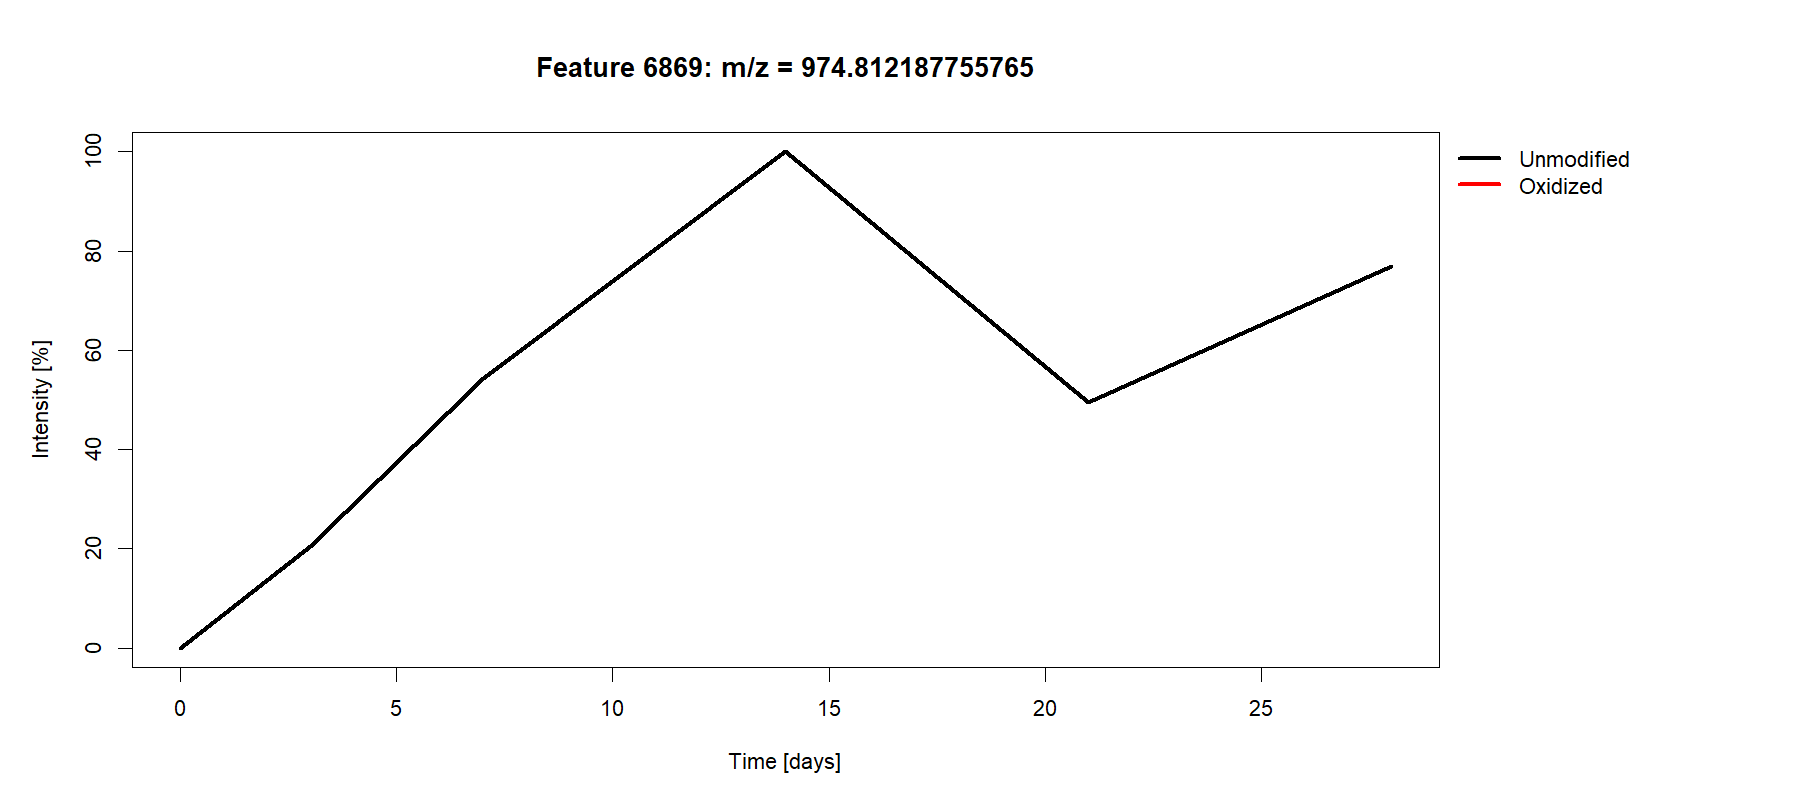 Feature 6869: m/z = 974.812187755765
Unmodified
Oxidized
Intensity [%]
100
80
60
40
20
0
0 5 10 15 20 25
Time [days]